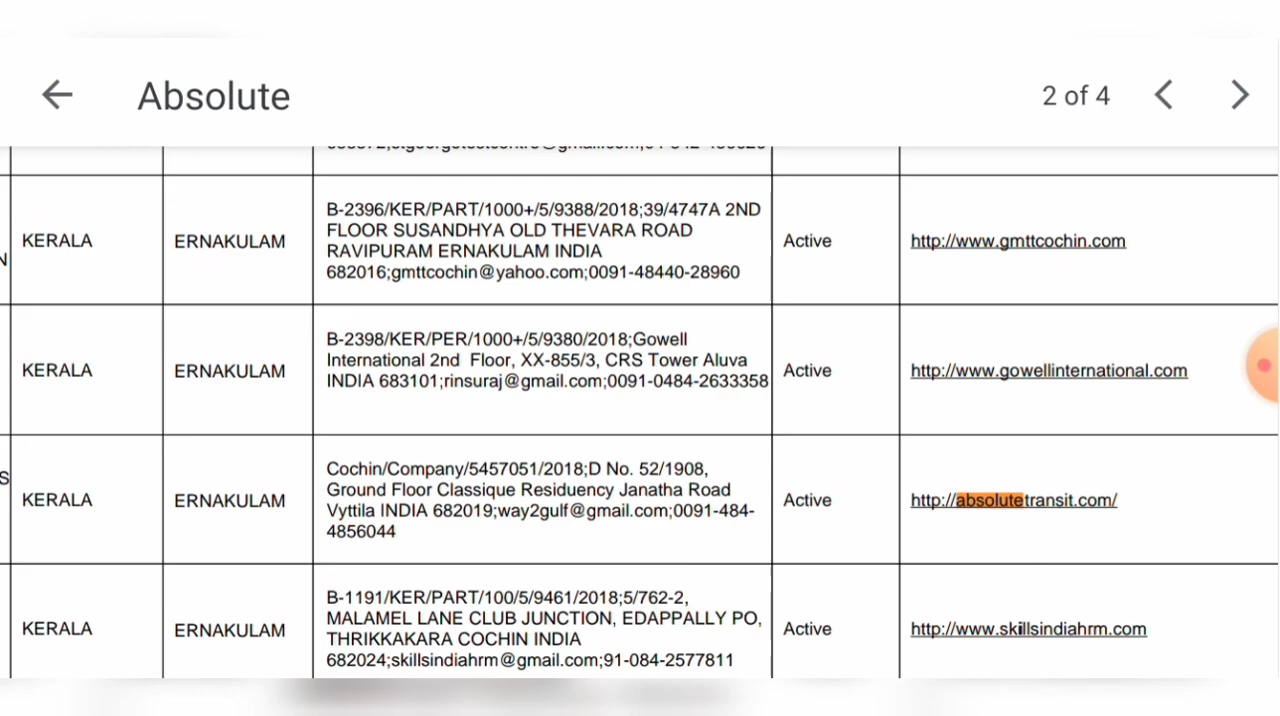 Absolute
2 of 4
KERALA
ERNAKULAM
B-2396/KER/PART/1000+/5/9388/2018;39/4747A 2ND
FLOOR SUSANDHYA OLD THEVARA ROAD
RAVIPURAM ERNAKULAM INDIA
682016;gmttcochin@yahoo.com;0091-48440-28960
Active
http://www.gmttcochin.com
KERALA
ERNAKULAM
B-2398/KER/PER/1000+/5/9380/2018;Gowell
International 2nd Floor, XX-855/3, CRS Tower Aluva
INDIA 683101;rinsuraj@gmail.com;0091-0484-2633358
Active
http://www.gowellinternational.com
KERALA
ERNAKULAM
Cochin/Company/5457051/2018;D No. 52/1908,
Ground Floor Classique Residuency Janatha Road
Vyttila INDIA 682019;way2gulf@gmail.com;0091-484-
4856044
Active
http://absolutetransit.com/
KERALA
ERNAKULAM
B-1191/KER/PART/100/5/9461/2018;5/762-2,
MALAMEL LANE CLUB JUNCTION, EDAPPALLY PO,
THRIKKAKARA COCHIN INDIA
682024;skillsindiahrm@gmail.com;91-084-2577811
Active
http://www.skillsindiahrm.com